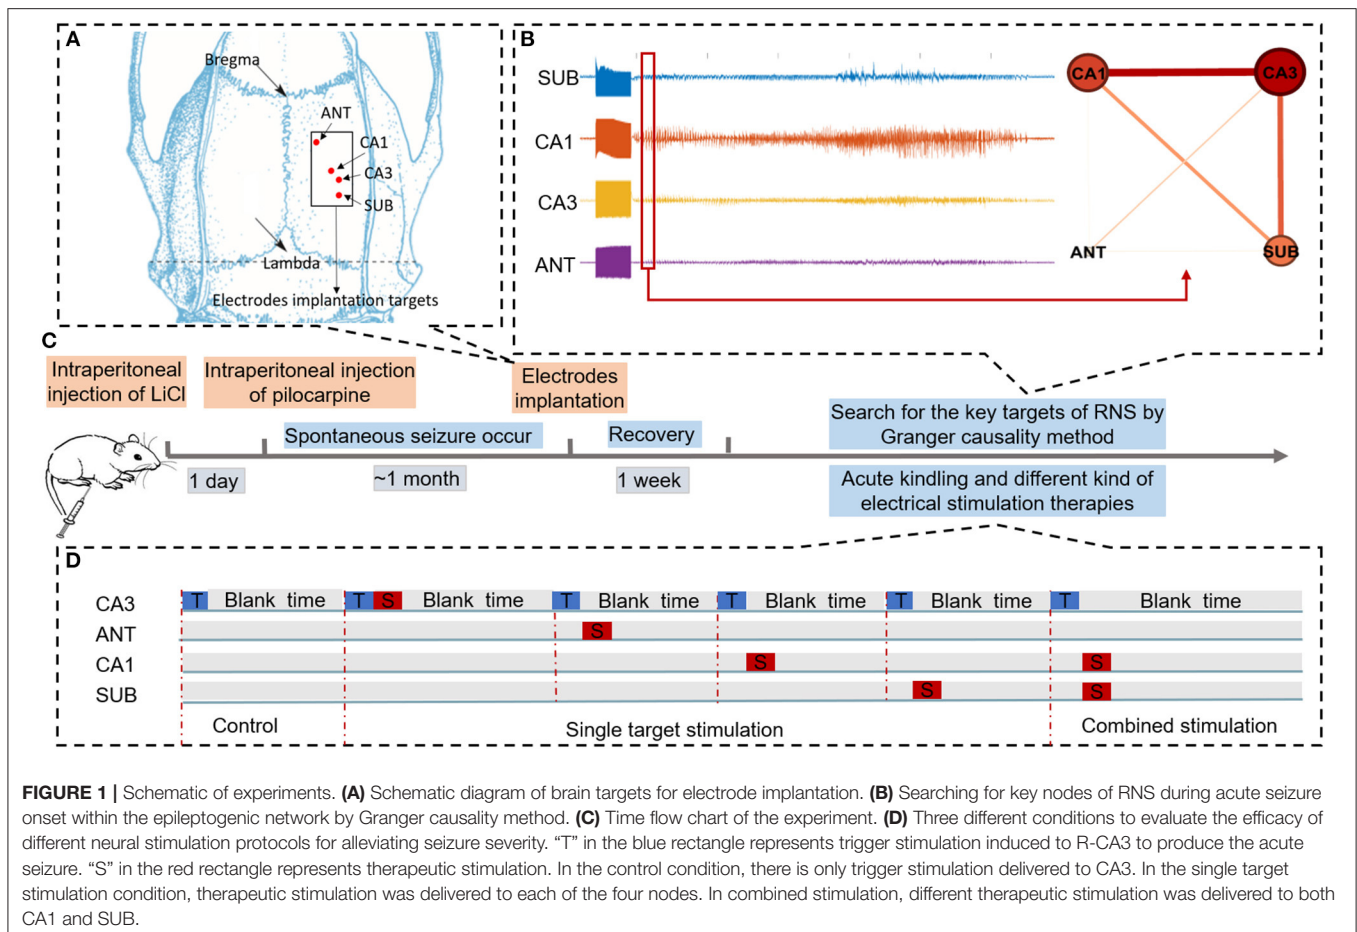 A
Bregma
ANT
CA1
CA3
SUB
Lambda
Electrodes implantation targets
B
SUB
CA1
CA3
ANT
CA1
CA3
ANT
SUB
C
Intraperitoneal
injection of LiCl
Intraperitoneal injection
of pilocarpine
Electrodes
implantation
Spontaneous seizure occur
Recovery
1 day
~1 month
1 week
Search for the key targets of RNS by
Granger causality method
Acute kindling and different kind of
electrical stimulation therapies
D
CA3 T Blank time T S Blank time T Blank time T Blank time T Blank time T Blank time
ANT S
CA1 S S
SUB S S
Control Single target stimulation Combined stimulation
FIGURE 1 | Schematic of experiments. (A) Schematic diagram of brain targets for electrode implantation. (B) Searching for key nodes of RNS during acute seizure
onset within the epileptogenic network by Granger causality method. (C) Time flow chart of the experiment. (D) Three different conditions to evaluate the efficacy of
different neural stimulation protocols for alleviating seizure severity. “T” in the blue rectangle represents trigger stimulation induced to R-CA3 to produce the acute
seizure. “S” in the red rectangle represents therapeutic stimulation. In the control condition, there is only trigger stimulation delivered to CA3. In the single target
stimulation condition, therapeutic stimulation was delivered to each of the four nodes. In combined stimulation, different therapeutic stimulation was delivered to both
CA1 and SUB.